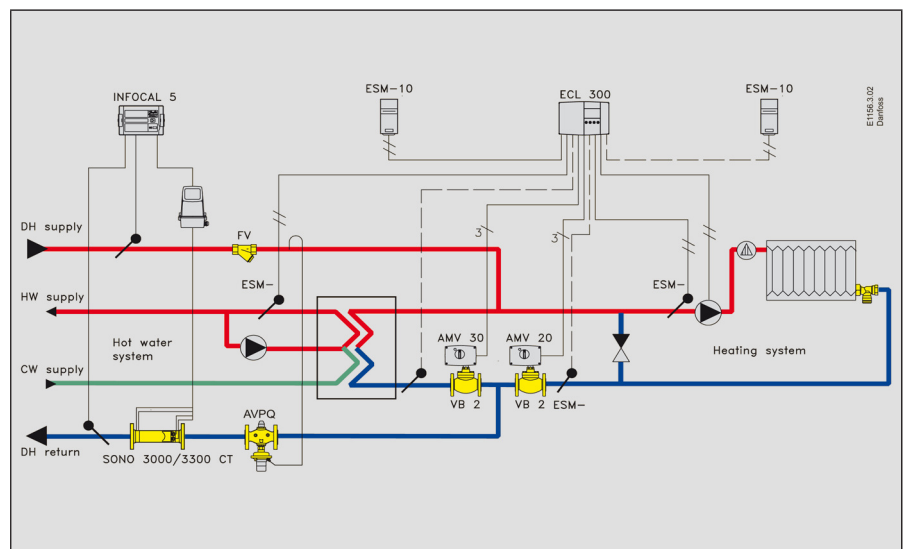 INFOCAL 5
ESM-10
ECL 300
ESM-10
E1156.3.02
Danfoss
DH supply
FV
3
3
HW supply
ESM-
ESM-
Hot water
system
AMV 30
AMV 20
Heating system
CW supply
VB 2
VB 2
ESM-
AVPQ
DH return
SONO 3000/3300 CT